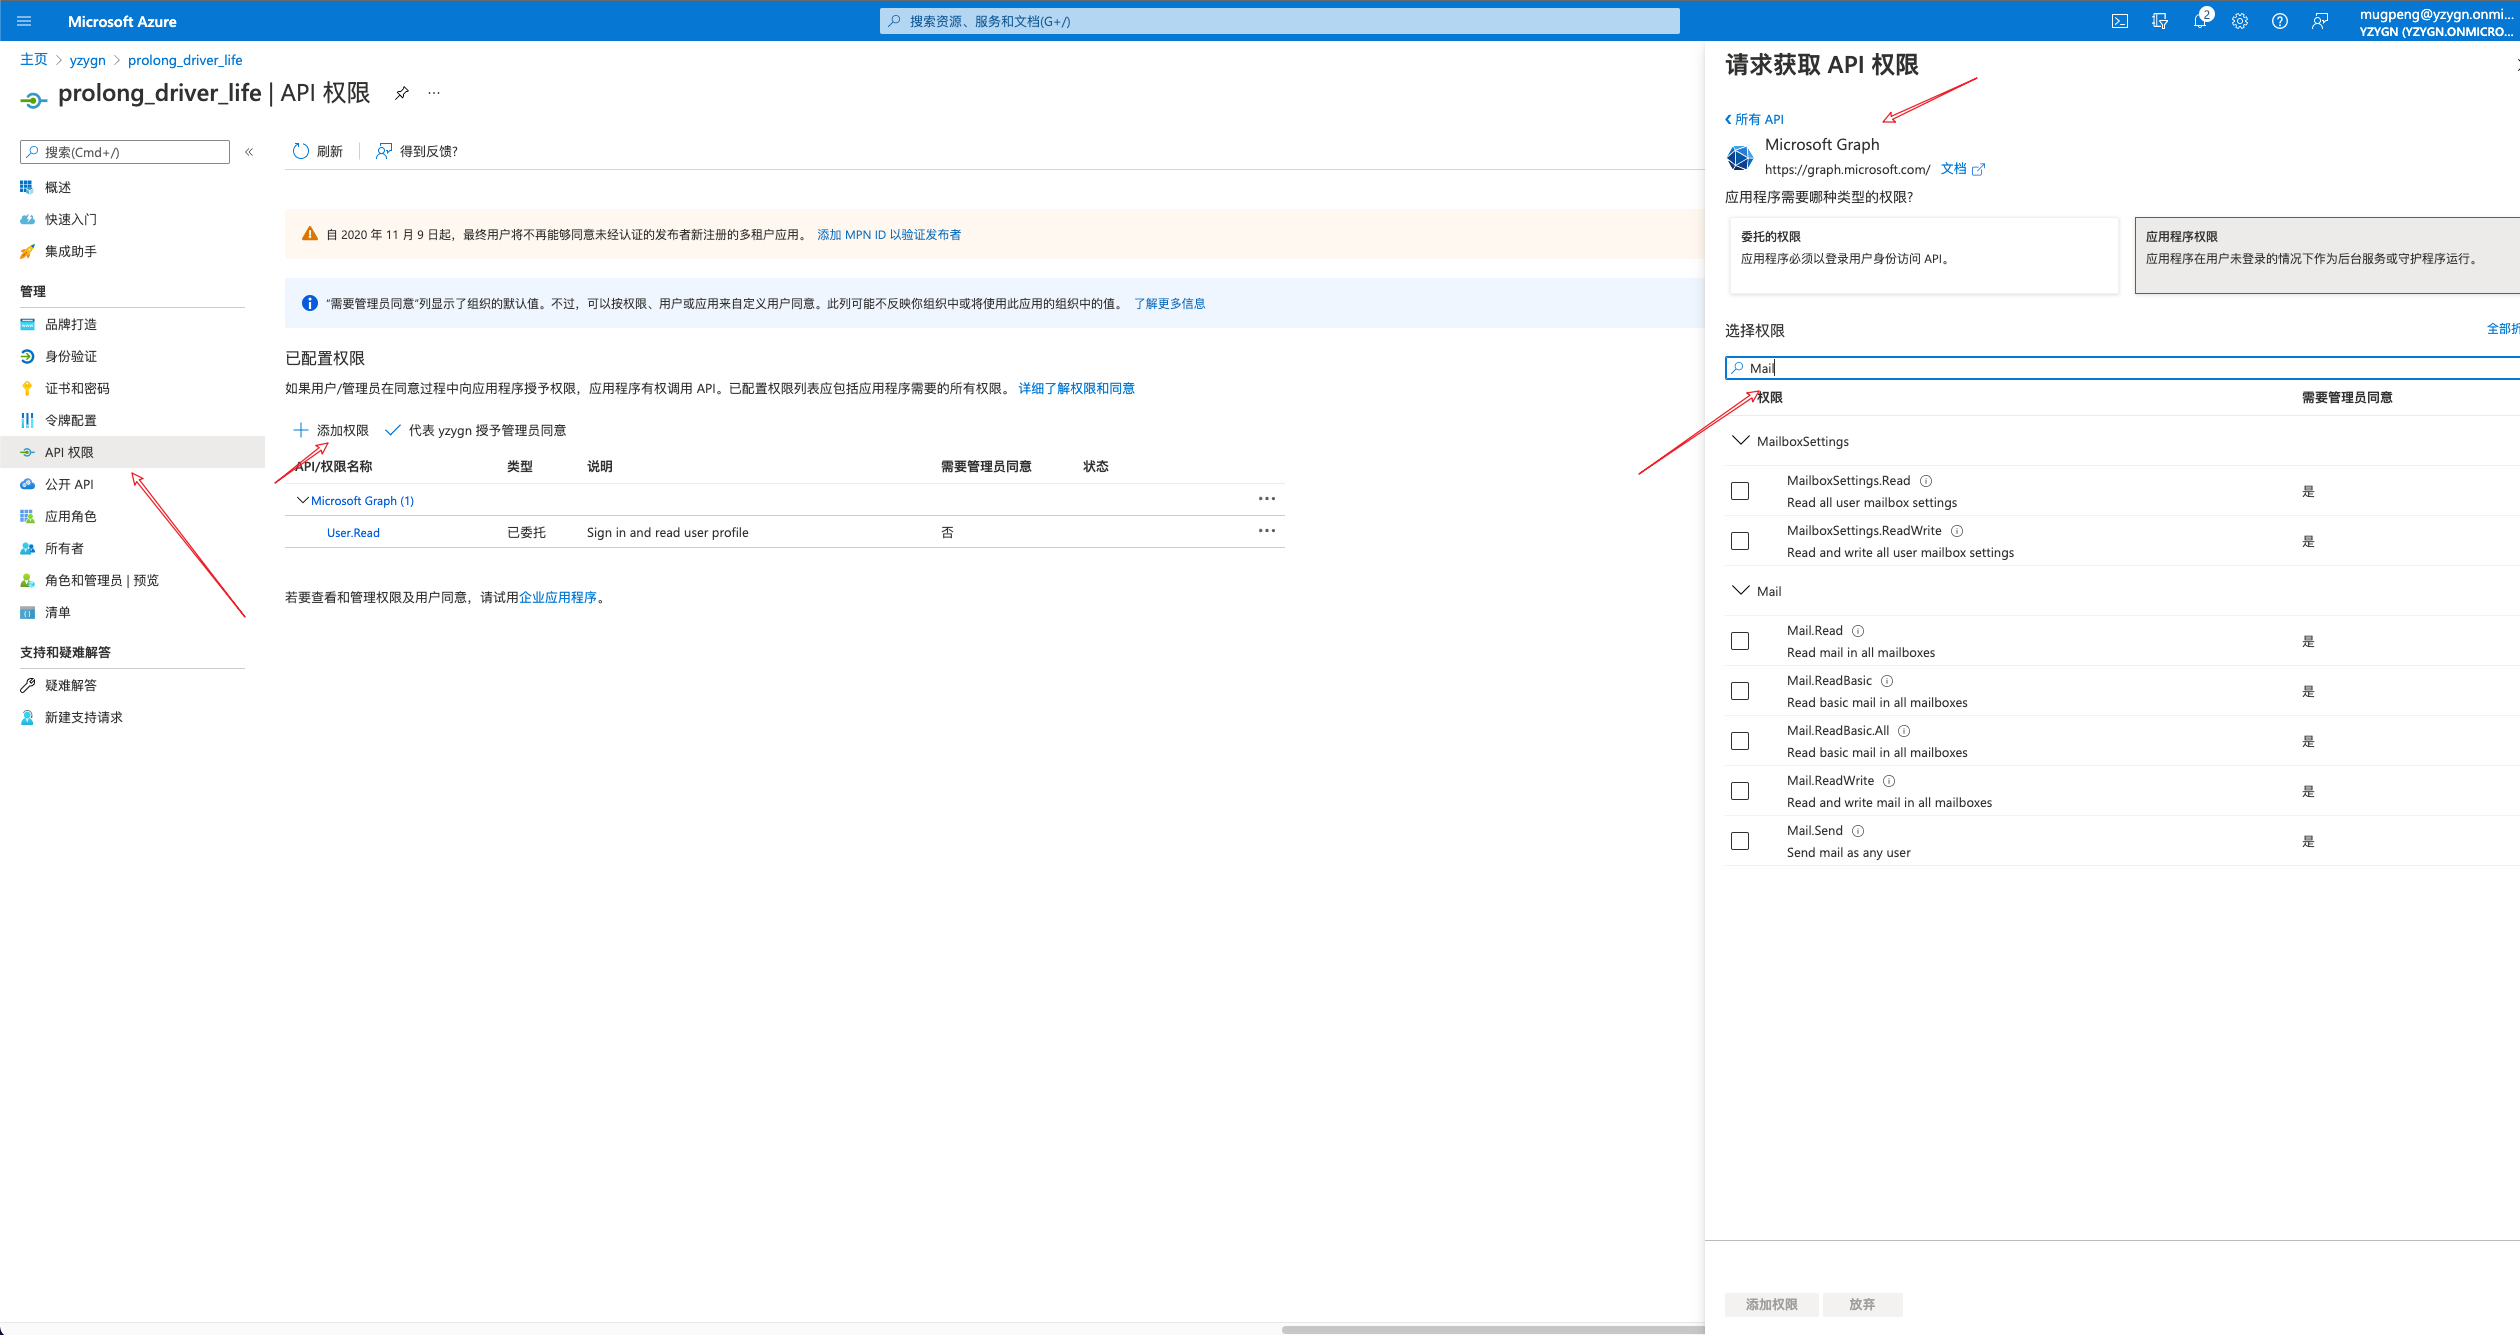 Microsoft Azure
搜索资源、服务和文档(G+/)
2
mugpeng@yzygn.onmi...
YZYGN (YZYGN.ONMICRO...
主页 > yzygn > prolong_driver_life
prolong_driver_life | API 权限
搜索(Cmd+/)
概述
快速入门
集成助手
管理
品牌打造
身份验证
证书和密码
令牌配置
API 权限
公开 API
应用角色
所有者
角色和管理员 | 预览
清单
支持和疑难解答
疑难解答
新建支持请求
刷新
得到反馈?
自 2020 年 11 月 9 日起，最终用户将不再能够同意未经认证的发布者新注册的多租户应用。 添加 MPN ID 以验证发布者
“需要管理员同意”列显示了组织的默认值。不过，可以按权限、用户或应用来自定义用户同意。此列可能不反映你组织中或将使用此应用的组织中的值。 了解更多信息
已配置权限
如果用户/管理员在同意过程中向应用程序授予权限，应用程序有权调用 API。已配置权限列表应包括应用程序需要的所有权限。 详细了解权限和同意
添加权限 代表 yzygn 授予管理员同意
API/权限名称 类型 说明 需要管理员同意 状态
Microsoft Graph (1)
User.Read 已委托 Sign in and read user profile 否
若要查看和管理权限及用户同意，请试用企业应用程序。
请求获取 API 权限
所有 API
Microsoft Graph
https://graph.microsoft.com/ 文档
应用程序需要哪种类型的权限?
委托的权限
应用程序必须以登录用户身份访问 API。
应用程序权限
应用程序在用户未登录的情况下作为后台服务或守护程序运行。
选择权限
全部折
Mail
权限 需要管理员同意
MailboxSettings
MailboxSettings.Read
Read all user mailbox settings
是
MailboxSettings.ReadWrite
Read and write all user mailbox settings
是
Mail
Mail.Read
Read mail in all mailboxes
是
Mail.ReadBasic
Read basic mail in all mailboxes
是
Mail.ReadBasic.All
Read basic mail in all mailboxes
是
Mail.ReadWrite
Read and write mail in all mailboxes
是
Mail.Send
Send mail as any user
是
添加权限 放弃